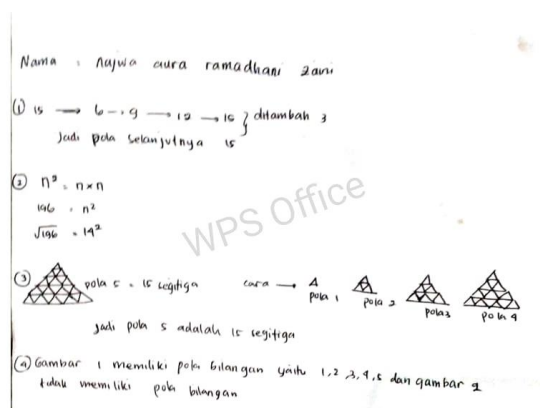 Nama : najwa aura ramadhani zavi
① 15 → 6 → 9 → 12 → 15 } ditambah 3
Jadi pola selanjutnya 15
② n² = n × n
196 = n²
√196 = 14²
③ pola 5 = 15 segitiga cara → pola 1 pola 2 pola 3 pola 4
Jadi pola 5 adalah 15 segitiga
④ Gambar 1 memiliki pola bilangan yaitu 1, 2, 3, 4, 5 dan gambar 2
tidak memiliki pola bilangan
WPS Office